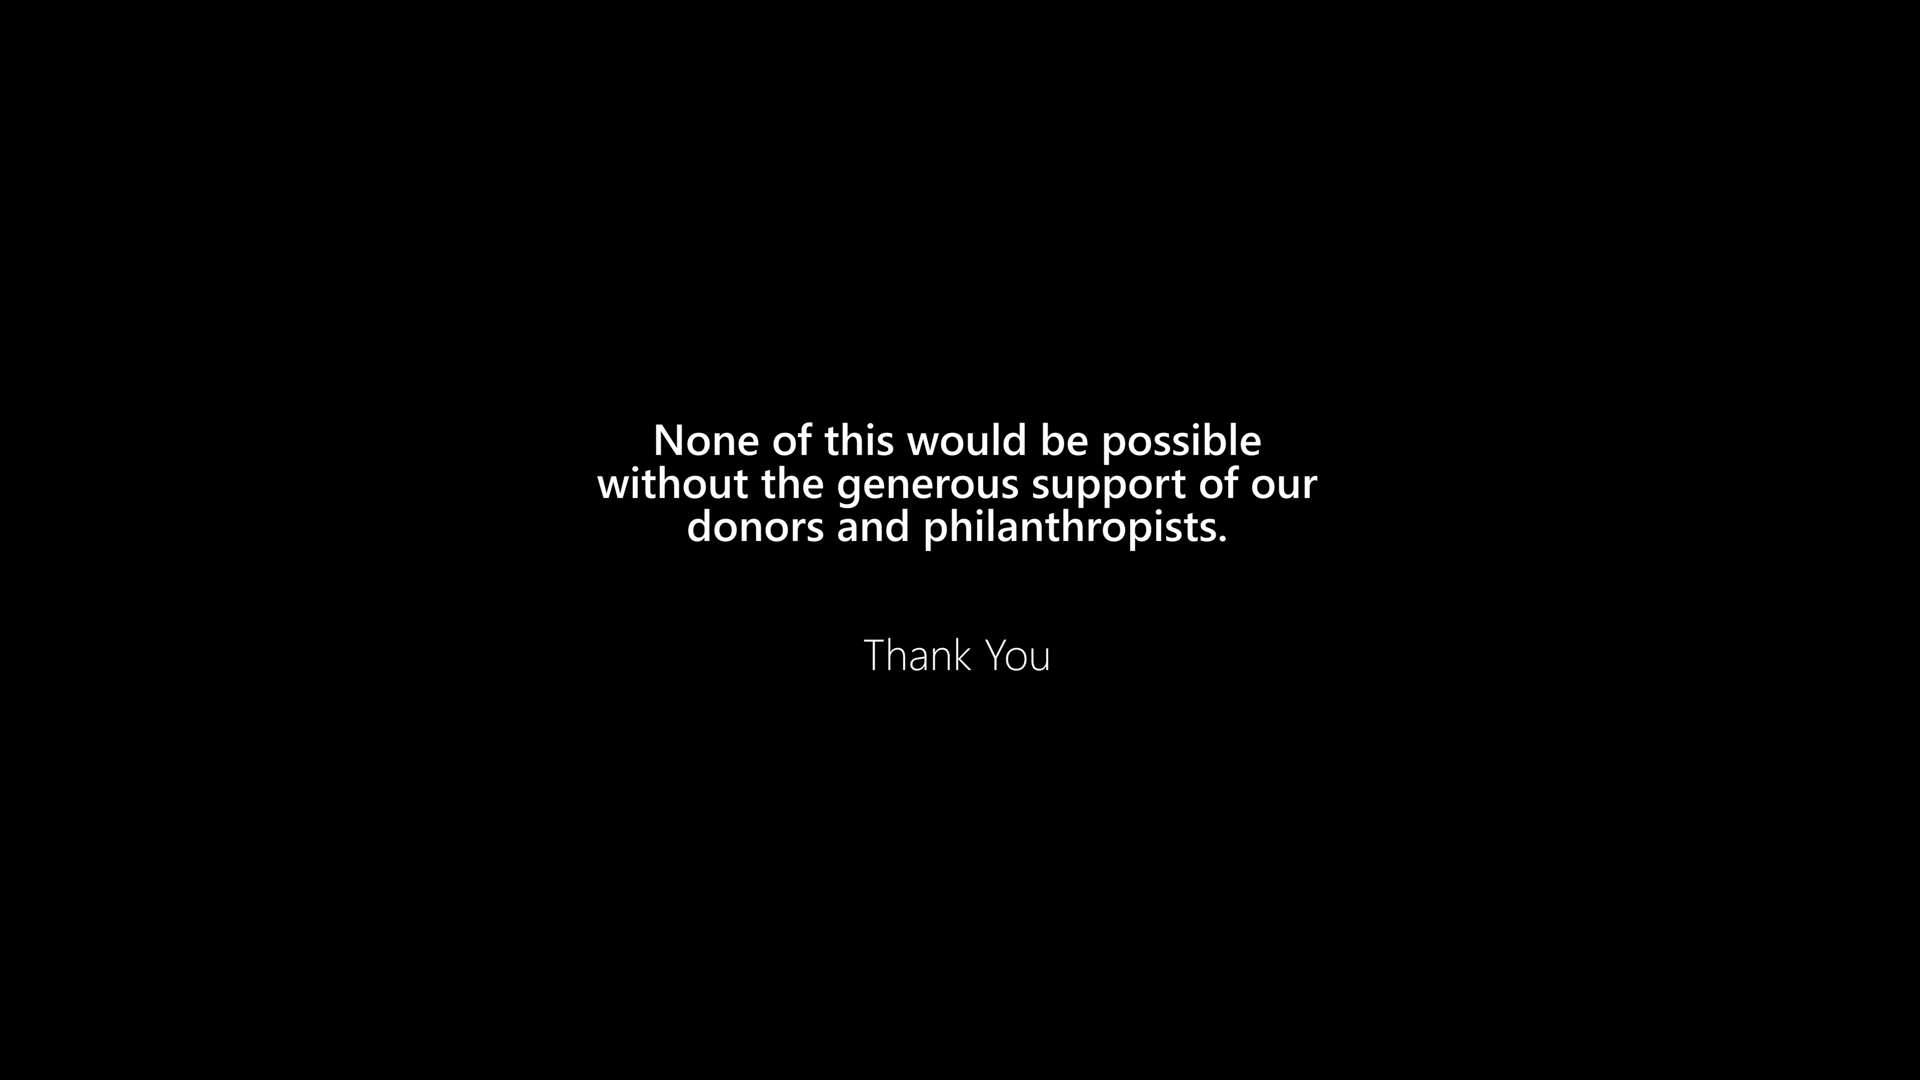 None of this would be possible
without the generous support of our
donors and philanthropists.
Thank You